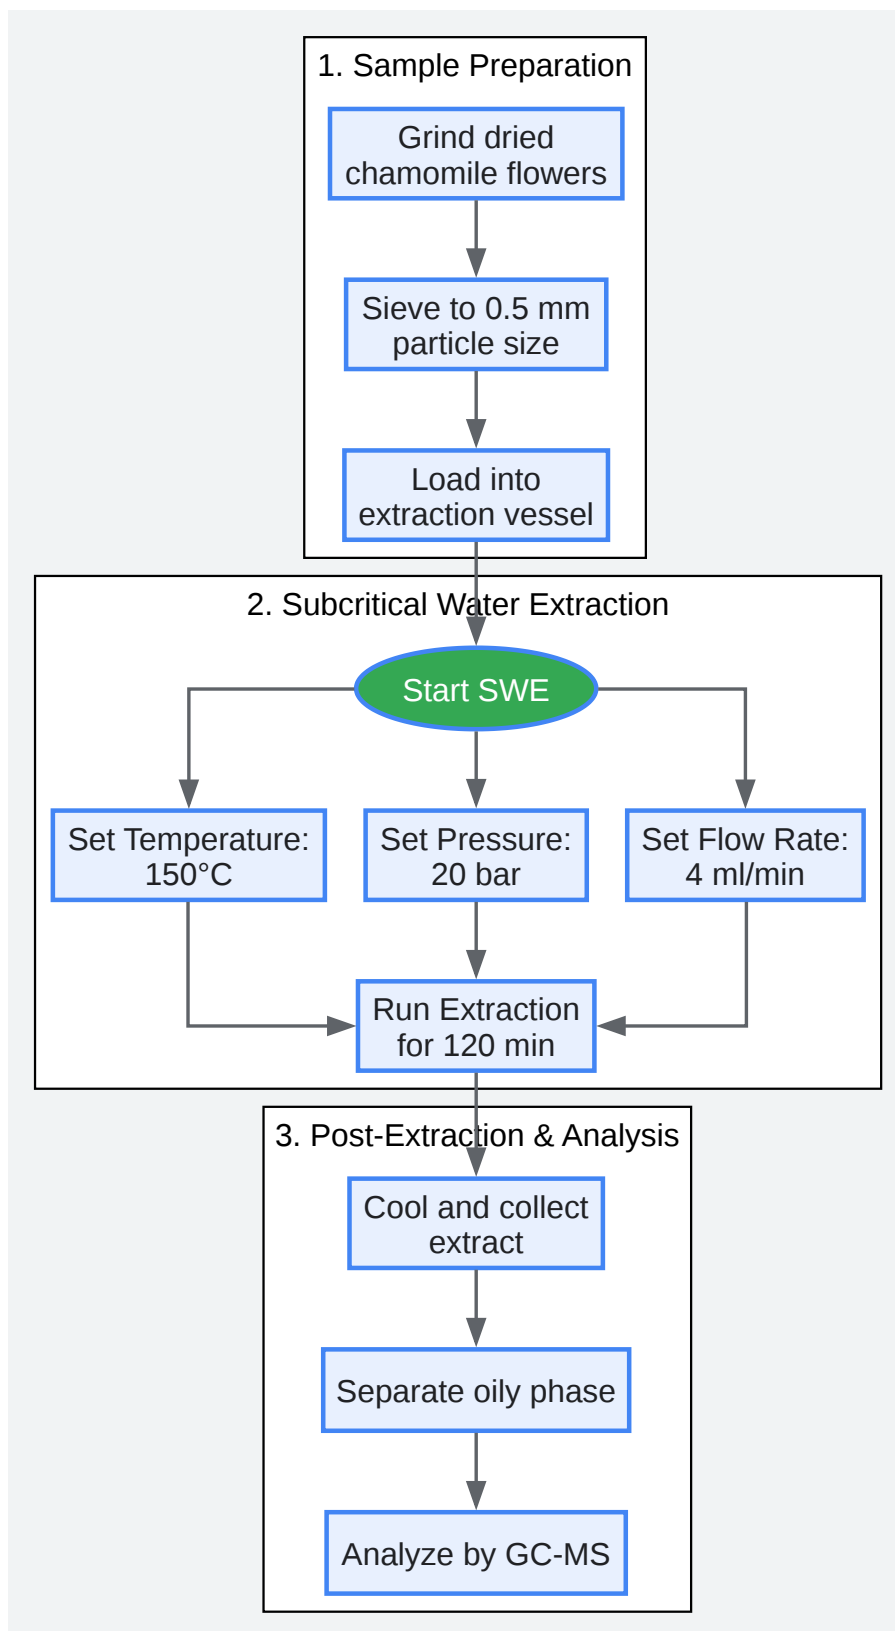 1. Sample Preparation
Grind dried
chamomile flowers
Sieve to 0.5 mm
particle size
Load into
extraction vessel
2. Subcritical Water Extraction
Start SWE
Set Temperature:
150°C
Set Pressure:
20 bar
Set Flow Rate:
4 ml/min
Run Extraction
for 120 min
3. Post-Extraction & Analysis
Cool and collect
extract
Separate oily phase
Analyze by GC-MS